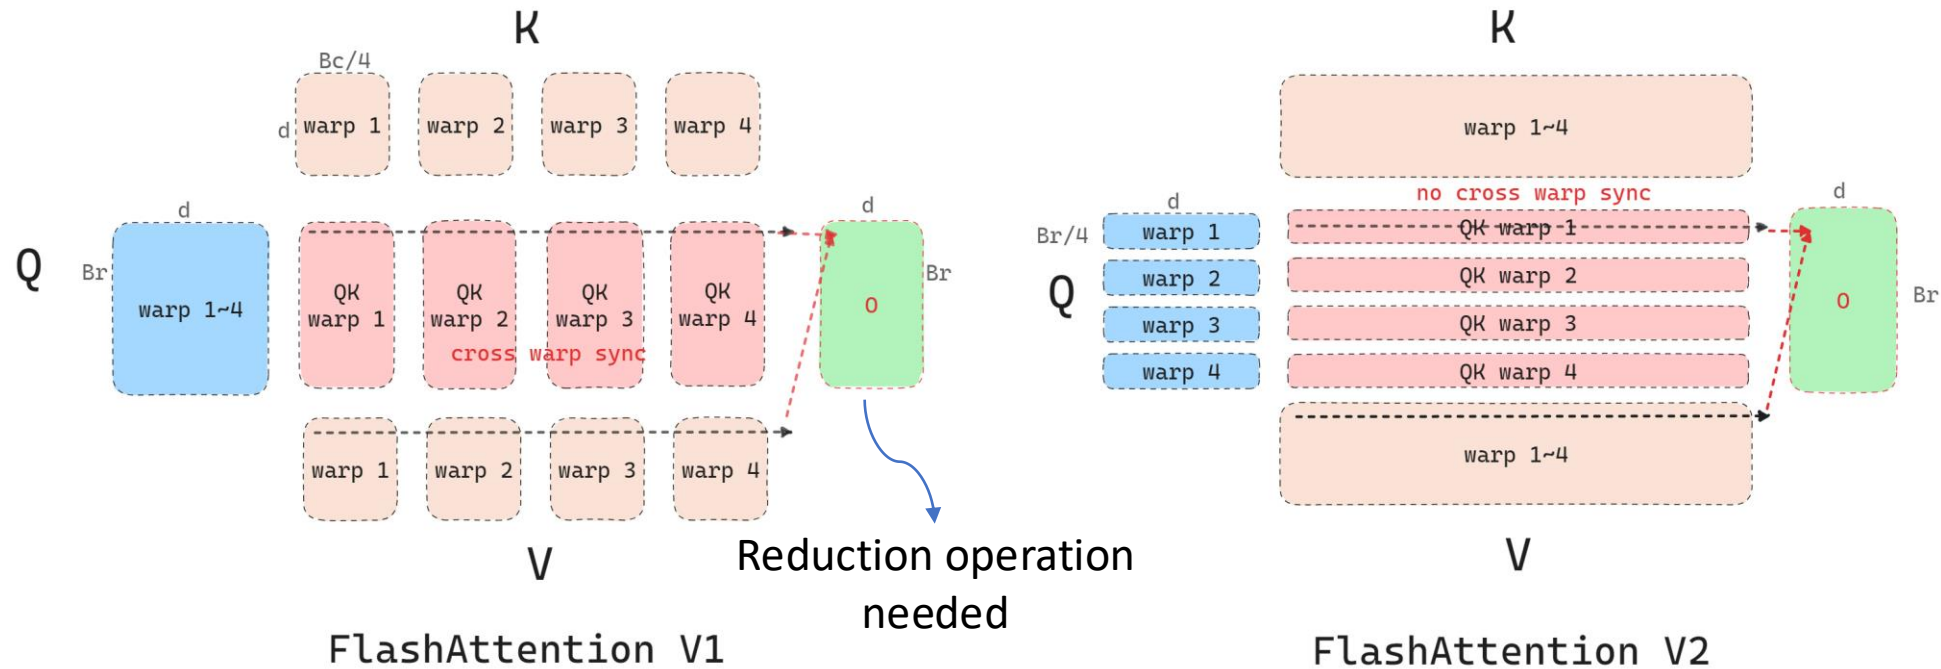 K
Bc/4
d
warp 1
warp 2
warp 3
warp 4
d
d
Q
Br
warp 1~4
QK
warp 1
QK
warp 2
QK
warp 3
QK
warp 4
cross warp sync
O
Br
warp 1
warp 2
warp 3
warp 4
V
Reduction operation
needed
FlashAttention V1
K
warp 1~4
no cross warp sync
d
d
Br/4
Q
warp 1
warp 2
warp 3
warp 4
QK warp 1
QK warp 2
QK warp 3
QK warp 4
O
Br
warp 1~4
V
FlashAttention V2